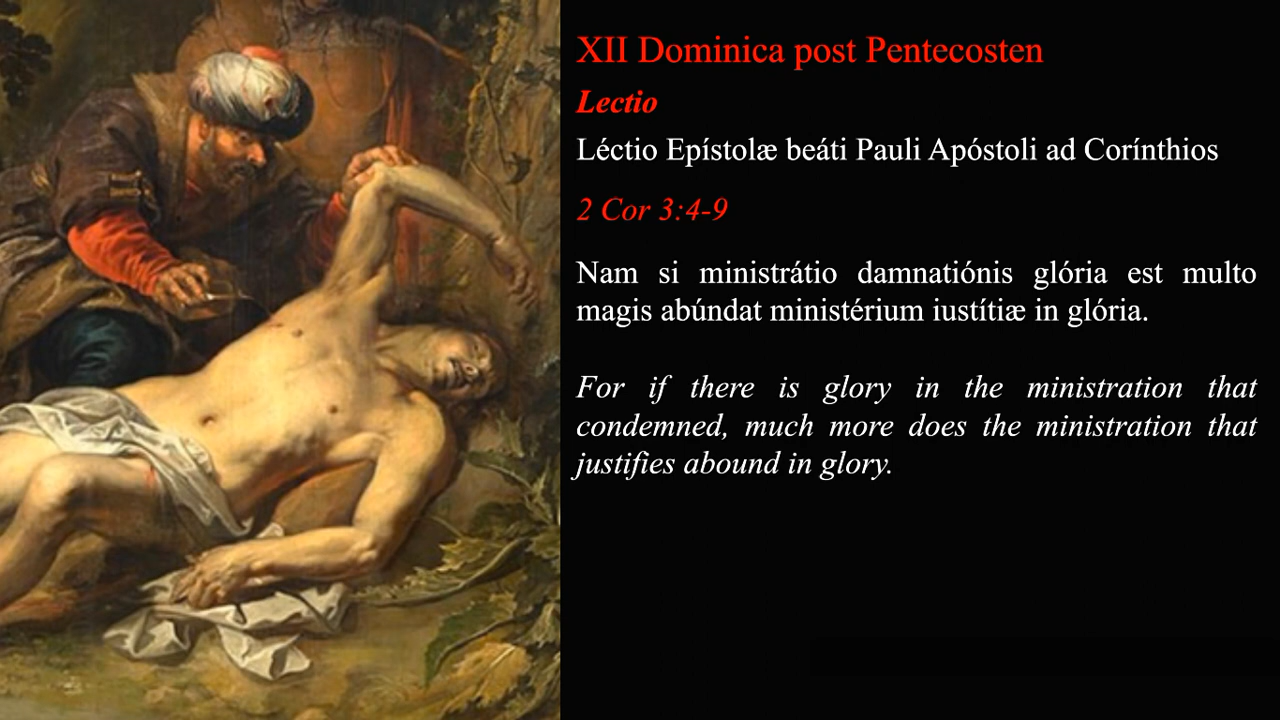 XII Dominica post Pentecosten
Lectio
Léctio Epístolæ beáti Pauli Apóstoli ad Corínthios
2 Cor 3:4-9
Nam si ministrátio damnatiónis glória est multo
magis abúndat ministérium iustítiæ in glória.
For if there is glory in the ministration that
condemned, much more does the ministration that
justifies abound in glory.